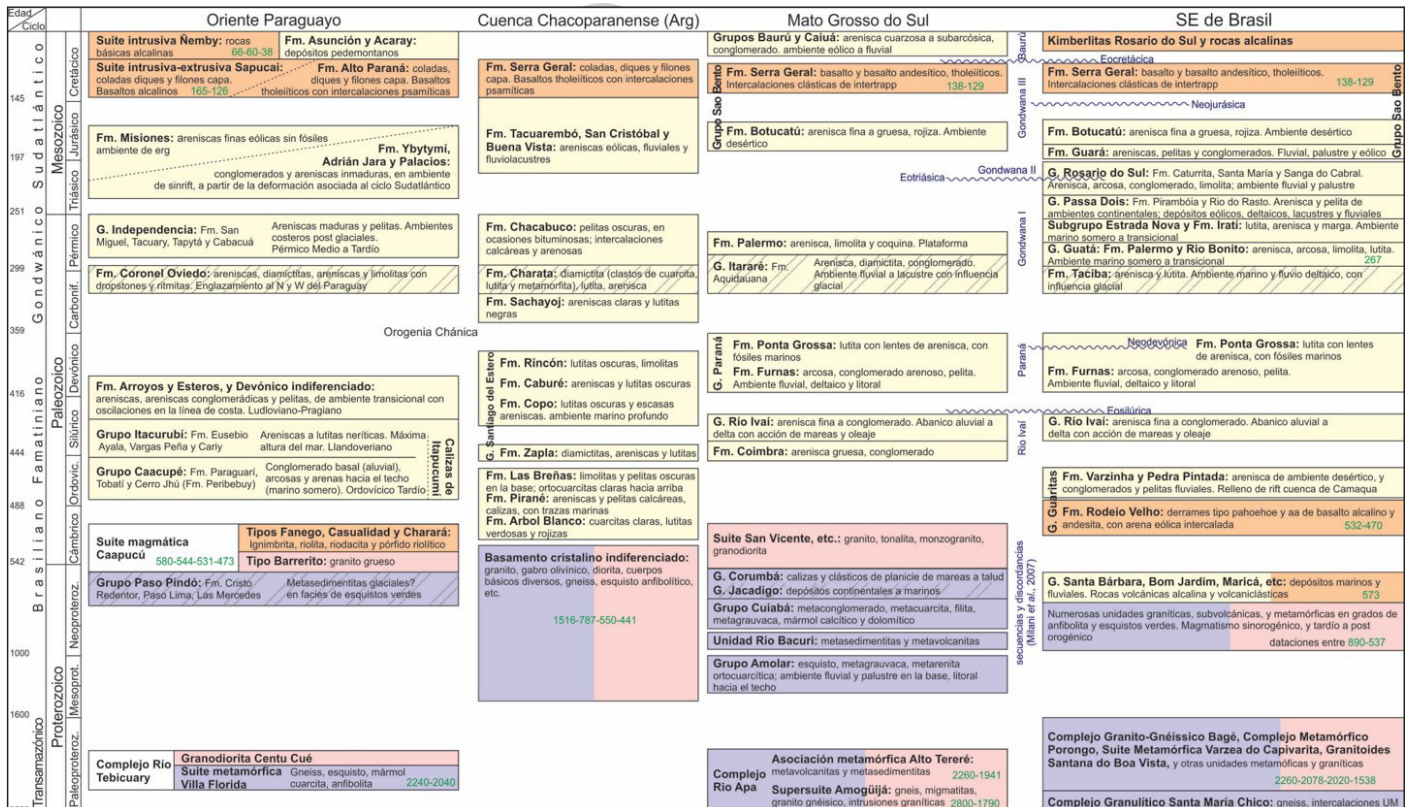 Edad
Ciclo
Oriente Paraguayo
Cuenca Chacoparanense (Arg)
Mato Grosso do Sul
SE de Brasil
Sudatlántico
Gondwánico
Famatiniano
Brasiliano
Transamazónico
Mesozoico
Paleozoico
Proterozoico
Cretácico
Jurásico
Triásico
Pérmico
Carbonif.
Devónico
Silúrico
Ordovic.
Cámbrico
Neoproteroz.
Mesoprot.
Paleoproteroz.
145
197
251
299
359
416
444
488
542
1000
1600
Suite intrusiva Ñemby: rocas
básicas alcalinas 66-60-38
Fm. Asunción y Acaray:
depósitos pedemontanos
Suite intrusiva-extrusiva Sapucai:
coladas diques y filones capa.
Basaltos alcalinos 165-126
Fm. Alto Paraná: coladas,
diques y filones capa. Basaltos
tholeiíticos con intercalaciones psamíticas
Fm. Misiones: areniscas finas eólicas sin fósiles
ambiente de erg
Fm. Ybytymí,
Adrián Jara y Palacios:
conglomerados y areniscas inmaduras, en ambiente
de sinrift, a partir de la deformación asociada al ciclo Sudatlántico
G. Independencia: Fm. San
Miguel, Tacuary, Tapytá y Cabacuá
Areniscas maduras y pelitas. Ambientes
costeros post glaciales.
Pérmico Medio a Tardío
Fm. Coronel Oviedo: areniscas, diamictitas, areniscas y limolitas con
dropstones y ritmitas. Englazamiento al N y W del Paraguay
Orogenia Chánica
Fm. Arroyos y Esteros, y Devónico indiferenciado:
areniscas, areniscas conglomerádicas y pelitas, de ambiente transicional con
oscilaciones en la línea de costa. Ludloviano-Pragiano
Grupo Itacurubí: Fm. Eusebio
Ayala, Vargas Peña y Cariy
Areniscas a lutitas neríticas. Máxima
altura del mar. Llandoveriano
Grupo Caacupé: Fm. Paraguarí,
Tobatí y Cerro Jhú (Fm. Peribebuy)
Conglomerado basal (aluvial),
arcosas y arenas hacia el techo
(marino somero). Ordovícico Tardío
Calizas de
Itapucumi
Suite magmática
Caapucú
580-544-531-473
Tipos Fanego, Casualidad y Charará:
Ignimbrita, riolita, riodacita y pórfido riolítico
Tipo Barrerito: granito grueso
Grupo Paso Pindó: Fm. Cristo
Redentor, Paso Lima, Las Mercedes
Metasedimentitas glaciales?
en facies de esquistos verdes
Complejo Río
Tebicuary
Granodiorita Centu Cué
Suite metamórfica
Villa Florida
Gneiss, esquisto, mármol
cuarcita, anfibolita 2240-2040
Fm. Serra Geral: coladas, diques y filones
capa. Basaltos tholeiíticos con intercalaciones
psamíticas
Fm. Tacuarembó, San Cristóbal y
Buena Vista: areniscas eólicas, fluviales y
fluviolacustres
Fm. Chacabuco: pelitas oscuras, en
ocasiones bituminosas; intercalaciones
calcáreas y arenosas
Fm. Charata: diamictita (clastos de cuarcita,
lutita y metamórfita), lutita, arenisca
Fm. Sachayoj: areniscas claras y lutitas
negras
G. Santiago del Estero
Fm. Rincón: lutitas oscuras, limolitas
Fm. Caburé: areniscas y lutitas oscuras
Fm. Copo: lutitas oscuras y escasas
areniscas. ambiente marino profundo
Fm. Zapla: diamictitas, areniscas y lutitas
Fm. Las Breñas: limolitas y pelitas oscuras
en la base; ortocuarcitas claras hacia arriba
Fm. Pirané: areniscas y pelitas calcáreas,
calizas, con trazas marinas
Fm. Arbol Blanco: cuarcitas claras, lutitas
verdosas y rojizas
Basamento cristalino indiferenciado:
granito, gabro olivínico, diorita, cuerpos
básicos diversos, gneiss, esquisto anfibolítico,
etc.
1516-787-550-441
Grupos Baurú y Caiuá: arenisca cuarzosa a subarcósica,
conglomerado. ambiente eólico a fluvial
Grupo Sao Bento
Fm. Serra Geral: basalto y basalto andesítico, tholeiíticos.
Intercalaciones clásticas de intertrapp 138-129
Fm. Botucatú: arenisca fina a gruesa, rojiza. Ambiente
desértico
Fm. Palermo: arenisca, limolita y coquina. Plataforma
G. Itararé: Fm.
Aquidauana
Arenisca, diamictita, conglomerado.
Ambiente fluvial a lacustre con influencia
glacial
G. Paraná
Fm. Ponta Grossa: lutita con lentes de arenisca, con
fósiles marinos
Fm. Furnas: arcosa, conglomerado arenoso, pelita.
Ambiente fluvial, deltaico y litoral
G. Río Ivaí: arenisca fina a conglomerado. Abanico aluvial a
delta con acción de mareas y oleaje
Fm. Coimbra: arenisca gruesa, conglomerado
Suite San Vicente, etc.: granito, tonalita, monzogranito,
granodiorita
G. Corumbá: calizas y clásticos de planicie de mareas a talud
G. Jacadigo: depósitos continentales a marinos
Grupo Cuiabá: metaconglomerado, metacuarcita, filita,
metagrauvaca, mármol calcítico y dolomítico
Unidad Rio Bacuri: metasedimentitas y metavolcanitas
Grupo Amolar: esquisto, metagrauvaca, metarenita
ortocuarcítica; ambiente fluvial y palustre en la base, litoral
hacia el techo
Complejo
Rio Apa
Asociación metamórfica Alto Tereré:
metavolcanitas y metasedimentitas 2260-1941
Supersuite Amogüijá: gneis, migmatitas,
granito gnéisico, intrusiones graníticas 2800-1790
Baurú
Eocretácica
Gondwana III
Neojurásica
Gondwana II
Eotriásica
Gondwana I
Paraná
Neodevónica
Eosilúrica
Rio Ivaí
secuencias y discordancias
(Milani et al., 2007)
Kimberlitas Rosario do Sul y rocas alcalinas
Grupo Sao Bento
Fm. Serra Geral: basalto y basalto andesítico, tholeiíticos.
Intercalaciones clásticas de intertrapp 138-129
Fm. Botucatú: arenisca fina a gruesa, rojiza. Ambiente desértico
Fm. Guará: areniscas, pelitas y conglomerados. Fluvial, palustre y eólico
G. Rosario do Sul: Fm. Caturrita, Santa María y Sanga do Cabral.
Arenisca, arcosa, conglomerado, limolita; ambiente fluvial y palustre
G. Passa Dois: Fm. Pirambóia y Rio do Rasto. Arenisca y pelita de
ambientes continentales; depósitos eólicos, deltaicos, lacustres y fluviales
Subgrupo Estrada Nova y Fm. Iratí: lutita, arenisca y marga. Ambiente
marino somero a transicional
G. Guatá: Fm. Palermo y Rio Bonito: arenisca, arcosa, limolita, lutita.
Ambiente marino somero a transicional 267
Fm. Taciba: arenisca y lutita. Ambiente marino y fluvio deltaico, con
influencia glacial
Fm. Ponta Grossa: lutita con lentes
de arenisca, con fósiles marinos
Fm. Furnas: arcosa, conglomerado arenoso, pelita.
Ambiente fluvial, deltaico y litoral
G. Río Ivaí: arenisca fina a conglomerado. Abanico aluvial a
delta con acción de mareas y oleaje
G. Guaritas
Fm. Varzinha y Pedra Pintada: arenisca de ambiente desértico, y
conglomerados y pelitas fluviales. Relleno de rift cuenca de Camaqua
Fm. Rodeio Velho: derrames tipo pahoehoe y aa de basalto alcalino y
andesita, con arena eólica intercalada 532-470
G. Santa Bárbara, Bom Jardim, Maricá, etc: depósitos marinos y
fluviales. Rocas volcánicas alcalina y volcaniclásticas 573
Numerosas unidades graníticas, subvolcánicas, y metamórficas en grados de
anfibolita y esquistos verdes. Magmatismo sinorogénico, y tardío a post
orogénico
dataciones entre 890-537
Complejo Granito-Gnéissico Bagé, Complejo Metamórfico
Porongo, Suite Metamórfica Varzea do Capivarita, Granitoides
Santana do Boa Vista, y otras unidades metamóficas y graníticas
2260-2078-2020-1538
Complejo Granulítico Santa María Chico: gneiss, intercalaciones UM